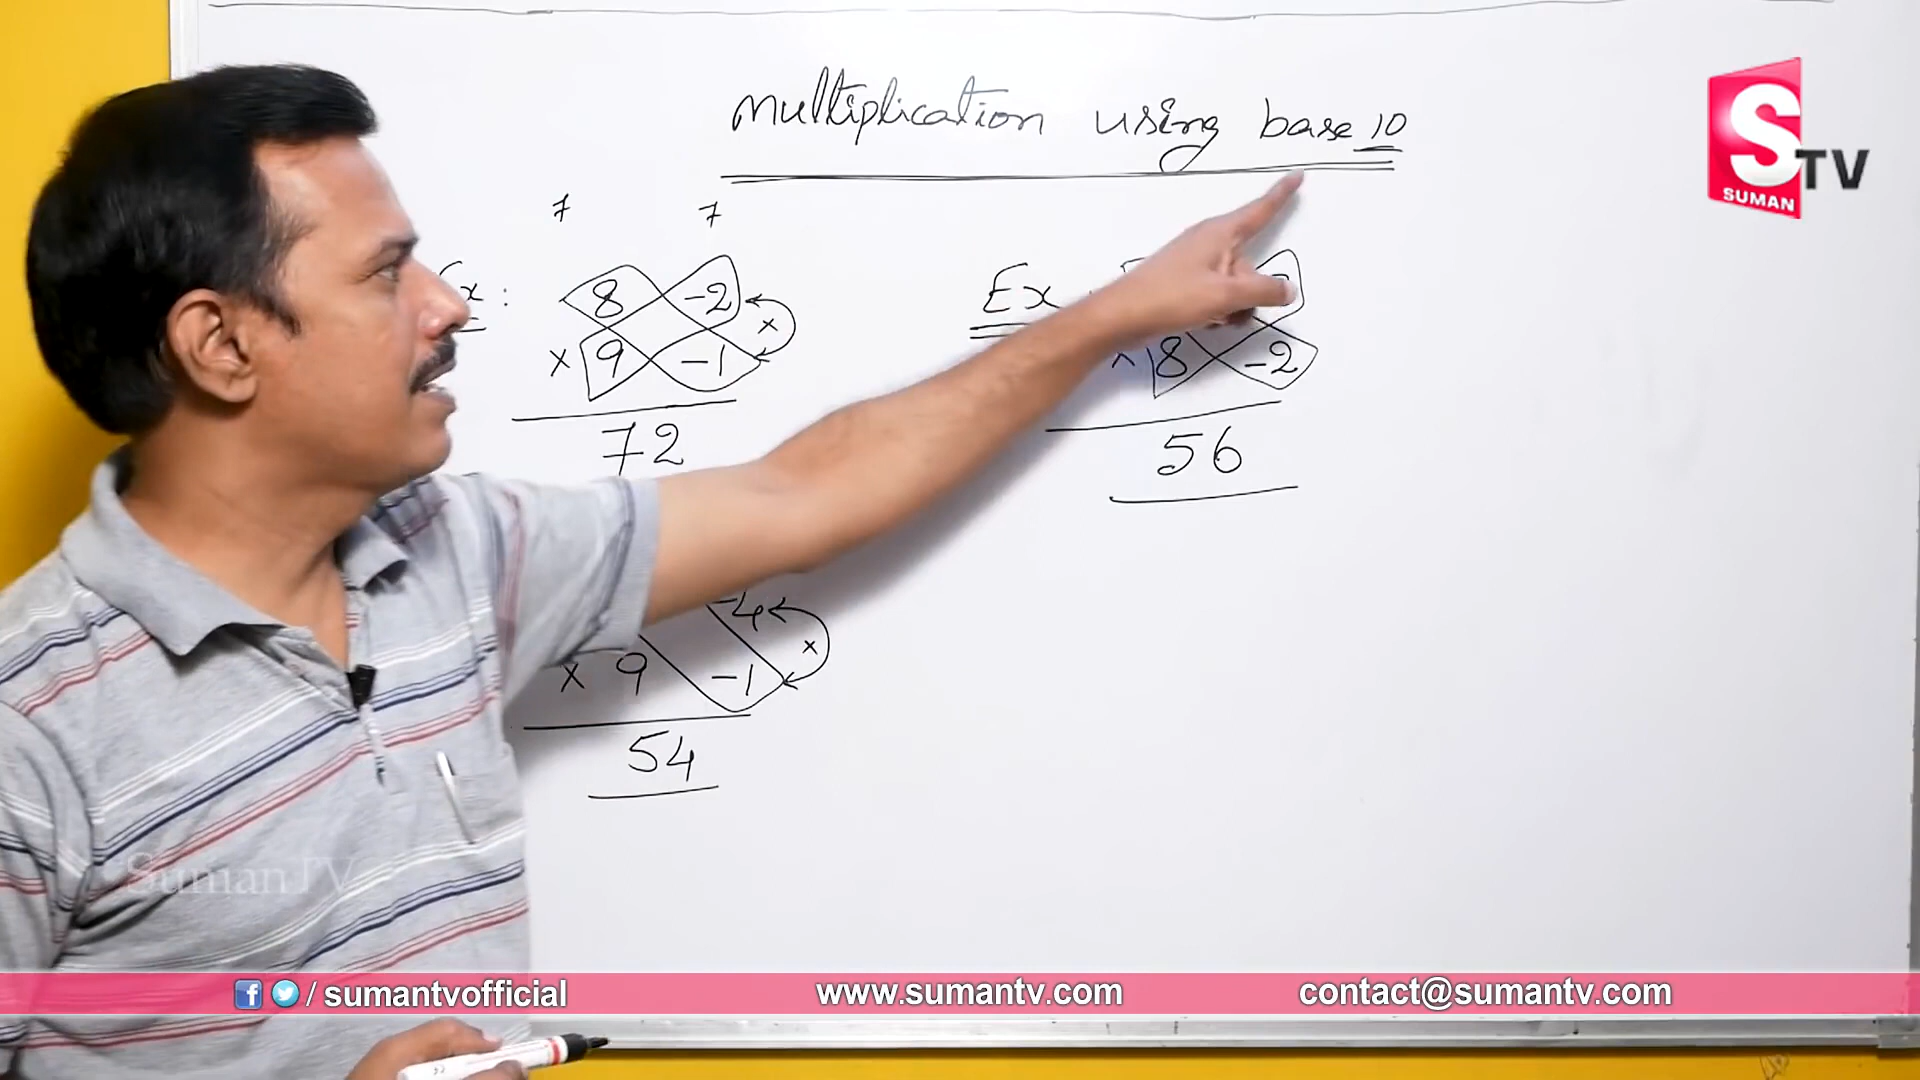 Multiplication using base 10
S TV
SUMAN
7 7
Ex :
8 -2
x
x 9 -1
72
Ex
x 8 -2
56
-4
x
x 9 -1
54
SumanTV
/ sumantvofficial
www.sumantv.com
contact@sumantv.com